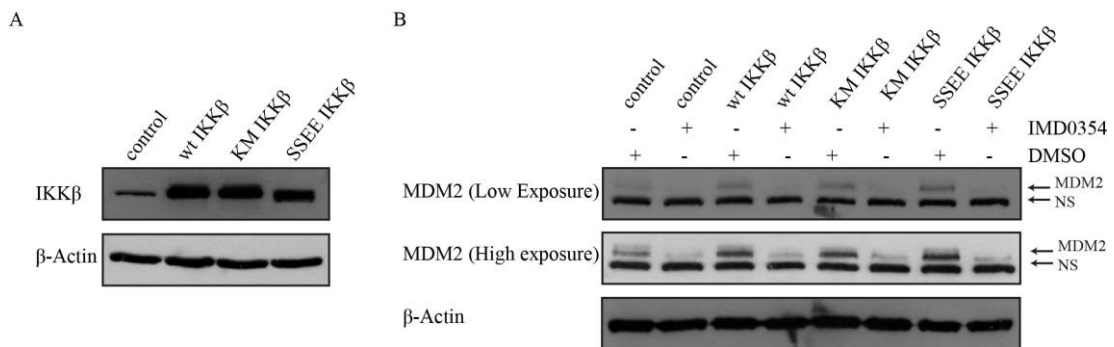 A
control
wt IKKβ
KM IKKβ
SSEE IKKβ
IKKβ
β-Actin
B
control
control
wt IKKβ
wt IKKβ
KM IKKβ
KM IKKβ
SSEE IKKβ
SSEE IKKβ
- + - + - + - + IMD0354
+ - + - + - + - DMSO
MDM2 (Low Exposure)
MDM2
NS
MDM2 (High exposure)
MDM2
NS
β-Actin